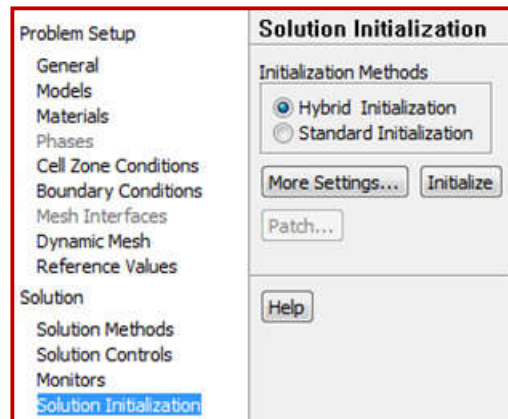 Problem Setup
General
Models
Materials
Phases
Cell Zone Conditions
Boundary Conditions
Mesh Interfaces
Dynamic Mesh
Reference Values
Solution
Solution Methods
Solution Controls
Monitors
Solution Initialization
Solution Initialization
Initialization Methods
Hybrid Initialization
Standard Initialization
More Settings... Initialize
Patch...
Help